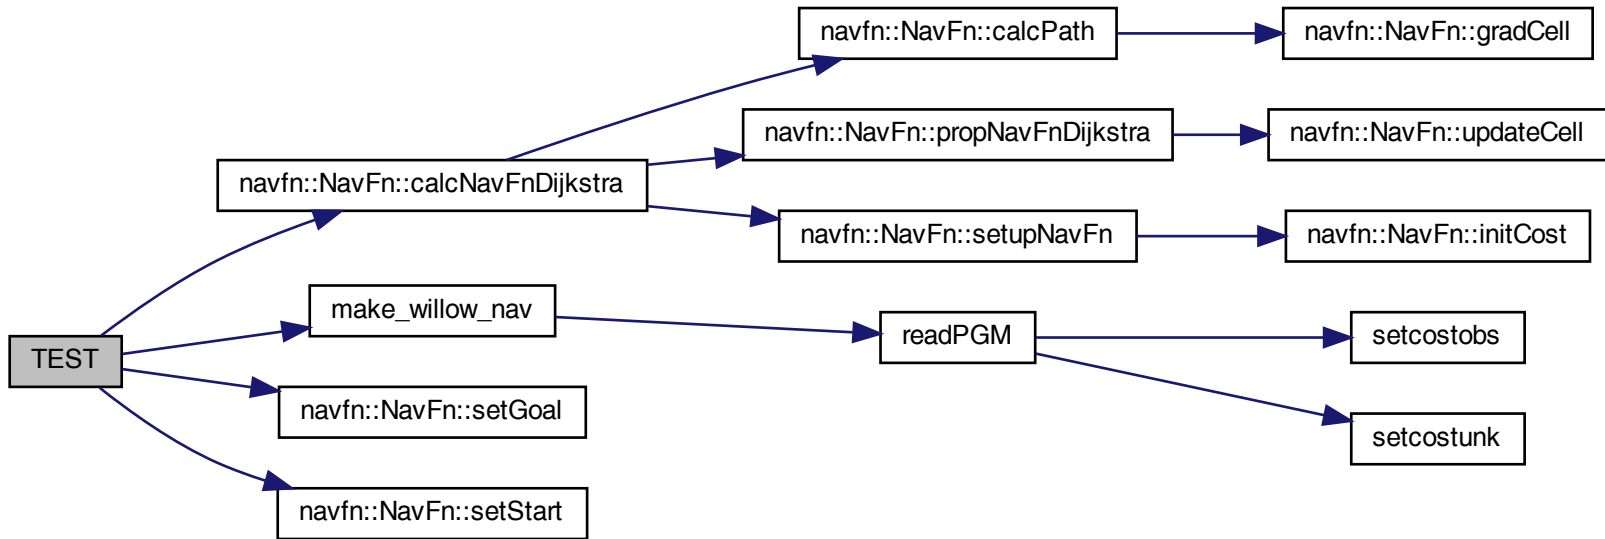 navfn::NavFn::calcPath
navfn::NavFn::gradCell
navfn::NavFn::propNavFnDijkstra
navfn::NavFn::updateCell
navfn::NavFn::calcNavFnDijkstra
navfn::NavFn::setupNavFn
navfn::NavFn::initCost
make_willow_nav
readPGM
setcostobs
TEST
navfn::NavFn::setGoal
setcostunk
navfn::NavFn::setStart